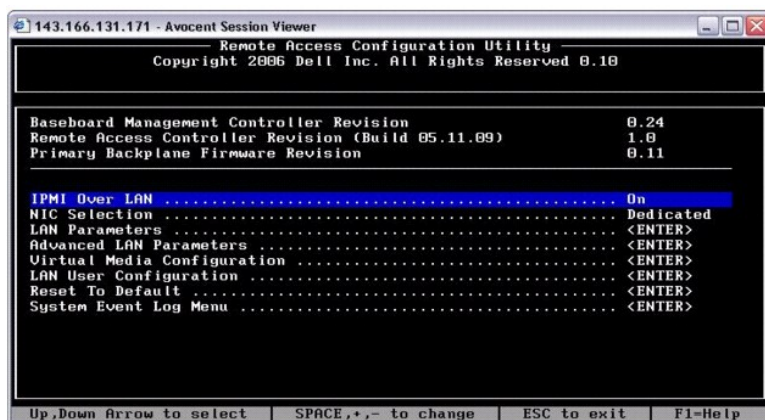 143.166.131.171 - Avocent Session Viewer
Remote Access Configuration Utility
Copyright 2006 Dell Inc. All Rights Reserved 0.10
Baseboard Management Controller Revision 0.24
Remote Access Controller Revision (Build 05.11.09) 1.0
Primary Backplane Firmware Revision 0.11
IPMI Over LAN ........................................................ On
NIC Selection ........................................................ Dedicated
LAN Parameters ....................................................... <ENTER>
Advanced LAN Parameters .............................................. <ENTER>
Virtual Media Configuration .......................................... <ENTER>
LAN User Configuration ............................................... <ENTER>
Reset To Default ..................................................... <ENTER>
System Event Log Menu ................................................ <ENTER>
Up,Down Arrow to select | SPACE,+,- to change | ESC to exit | F1=Help